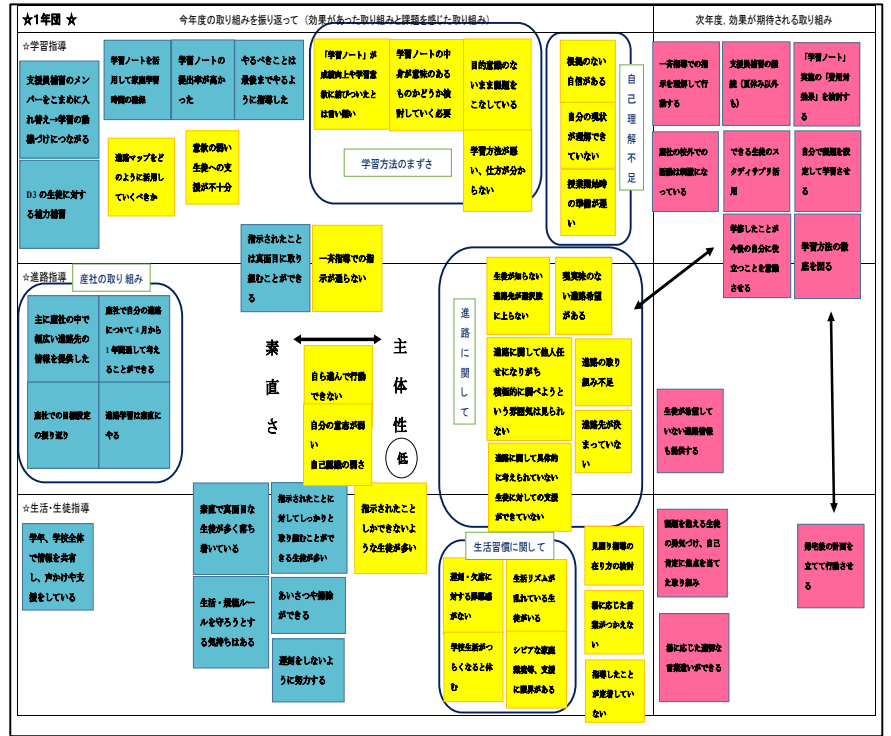 ★1年団 ★
今年度の取り組みを振り返って (効果があった取り組みと課題を感じた取り組み)
次年度，効果が期待される取り組み
☆学習指導
支援員補習のメン
バーをこまめに入
れ替え→学習の動
機づけにつながる
学習ノートを活
用して家庭学習
時間の確保
学習ノートの
提出率が高か
った
やるべきことは
最後までやるよ
うに指導した
D3 の生徒に対す
る補力補習
進路マップをど
のように活用し
ていくべきか
意欲の弱い
生徒への支
援が不十分
「学習ノート」が
成績向上や学習意
欲に結びついたと
は言い難い
学習ノートの中
身が意味のある
ものかどうか検
討していく必要
目的意識のな
いまま課題を
こなしている
学習方法のまずさ
学習方法が悪
い、仕方が分か
らない
根拠のない
自信がある
自分の現状
が理解でき
ていない
授業開始時
の準備が遅
い
自己理解不足
一斉指導での指
示を理解して行
動する
支援員補習の継
続（夏休み以外
も）
「学習ノート」
実施の「費用対
効果」を検討する
産社の校外での
活動は刺激にな
っている
できる生徒のス
タディサプリ活
用
自分で課題を設
定して学習させる
学修したことが
今後の自分に役
立つことを意識
させる
学習方法の徹
底を図る
指示されたこと
は真面目に取り
組むことができ
る
一斉指導での指
示が通らない
☆進路指導
産社の取り組み
主に産社の中で
幅広い進路先の
情報を提供した
産社で自分の進路
について 4 月から
1 年間通して考え
ることができる
産社での目標設定
の振り返り
進路学習は素直に
やる
素直さ
主体性
低
自ら進んで行動
できない
自分の意志が弱
い
自己認識の弱さ
進路に関して
生徒が知らない
進路先が選択肢
に上らない
現実味のな
い進路希望
がある
進路に関して他人任
せになりがち
積極的に調べようと
いう雰囲気は見られ
ない
進路の取り
組み不足
進路先が決
まっていな
い
進路に関して具体的
に考えられていない
生徒に対しての支援
ができていない
生徒が希望して
いない進路情報
も提供する
☆生活・生徒指導
学年、学校全体
で情報を共有
し、声かけや支
援をしている
素直で真面目な
生徒が多く落ち
着いている
指示されたことに
対してしっかりと
取り組むことがで
きる生徒が多い
指示されたこと
しかできないよ
うな生徒が多い
生活・規範ルー
ルを守ろうとす
る気持ちはある
あいさつや掃除
ができる
遅刻をしないよ
うに努力する
生活習慣に関して
遅刻・欠席に
対する罪悪感
がない
生活リズムが
乱れている生
徒がいる
学校生活がつ
らくなると休
む
シビアな家庭
環境等、支援
に限界がある
見回り指導の
在り方の検討
場に応じた言
葉がつかえな
い
指導したこと
が定着してい
ない
課題を抱える生徒
の勇気づけ、自己
肯定に焦点を当て
た取り組み
場に応じた適切な
言葉遣いができる
帰宅後の計画を
立てて行動させ
る